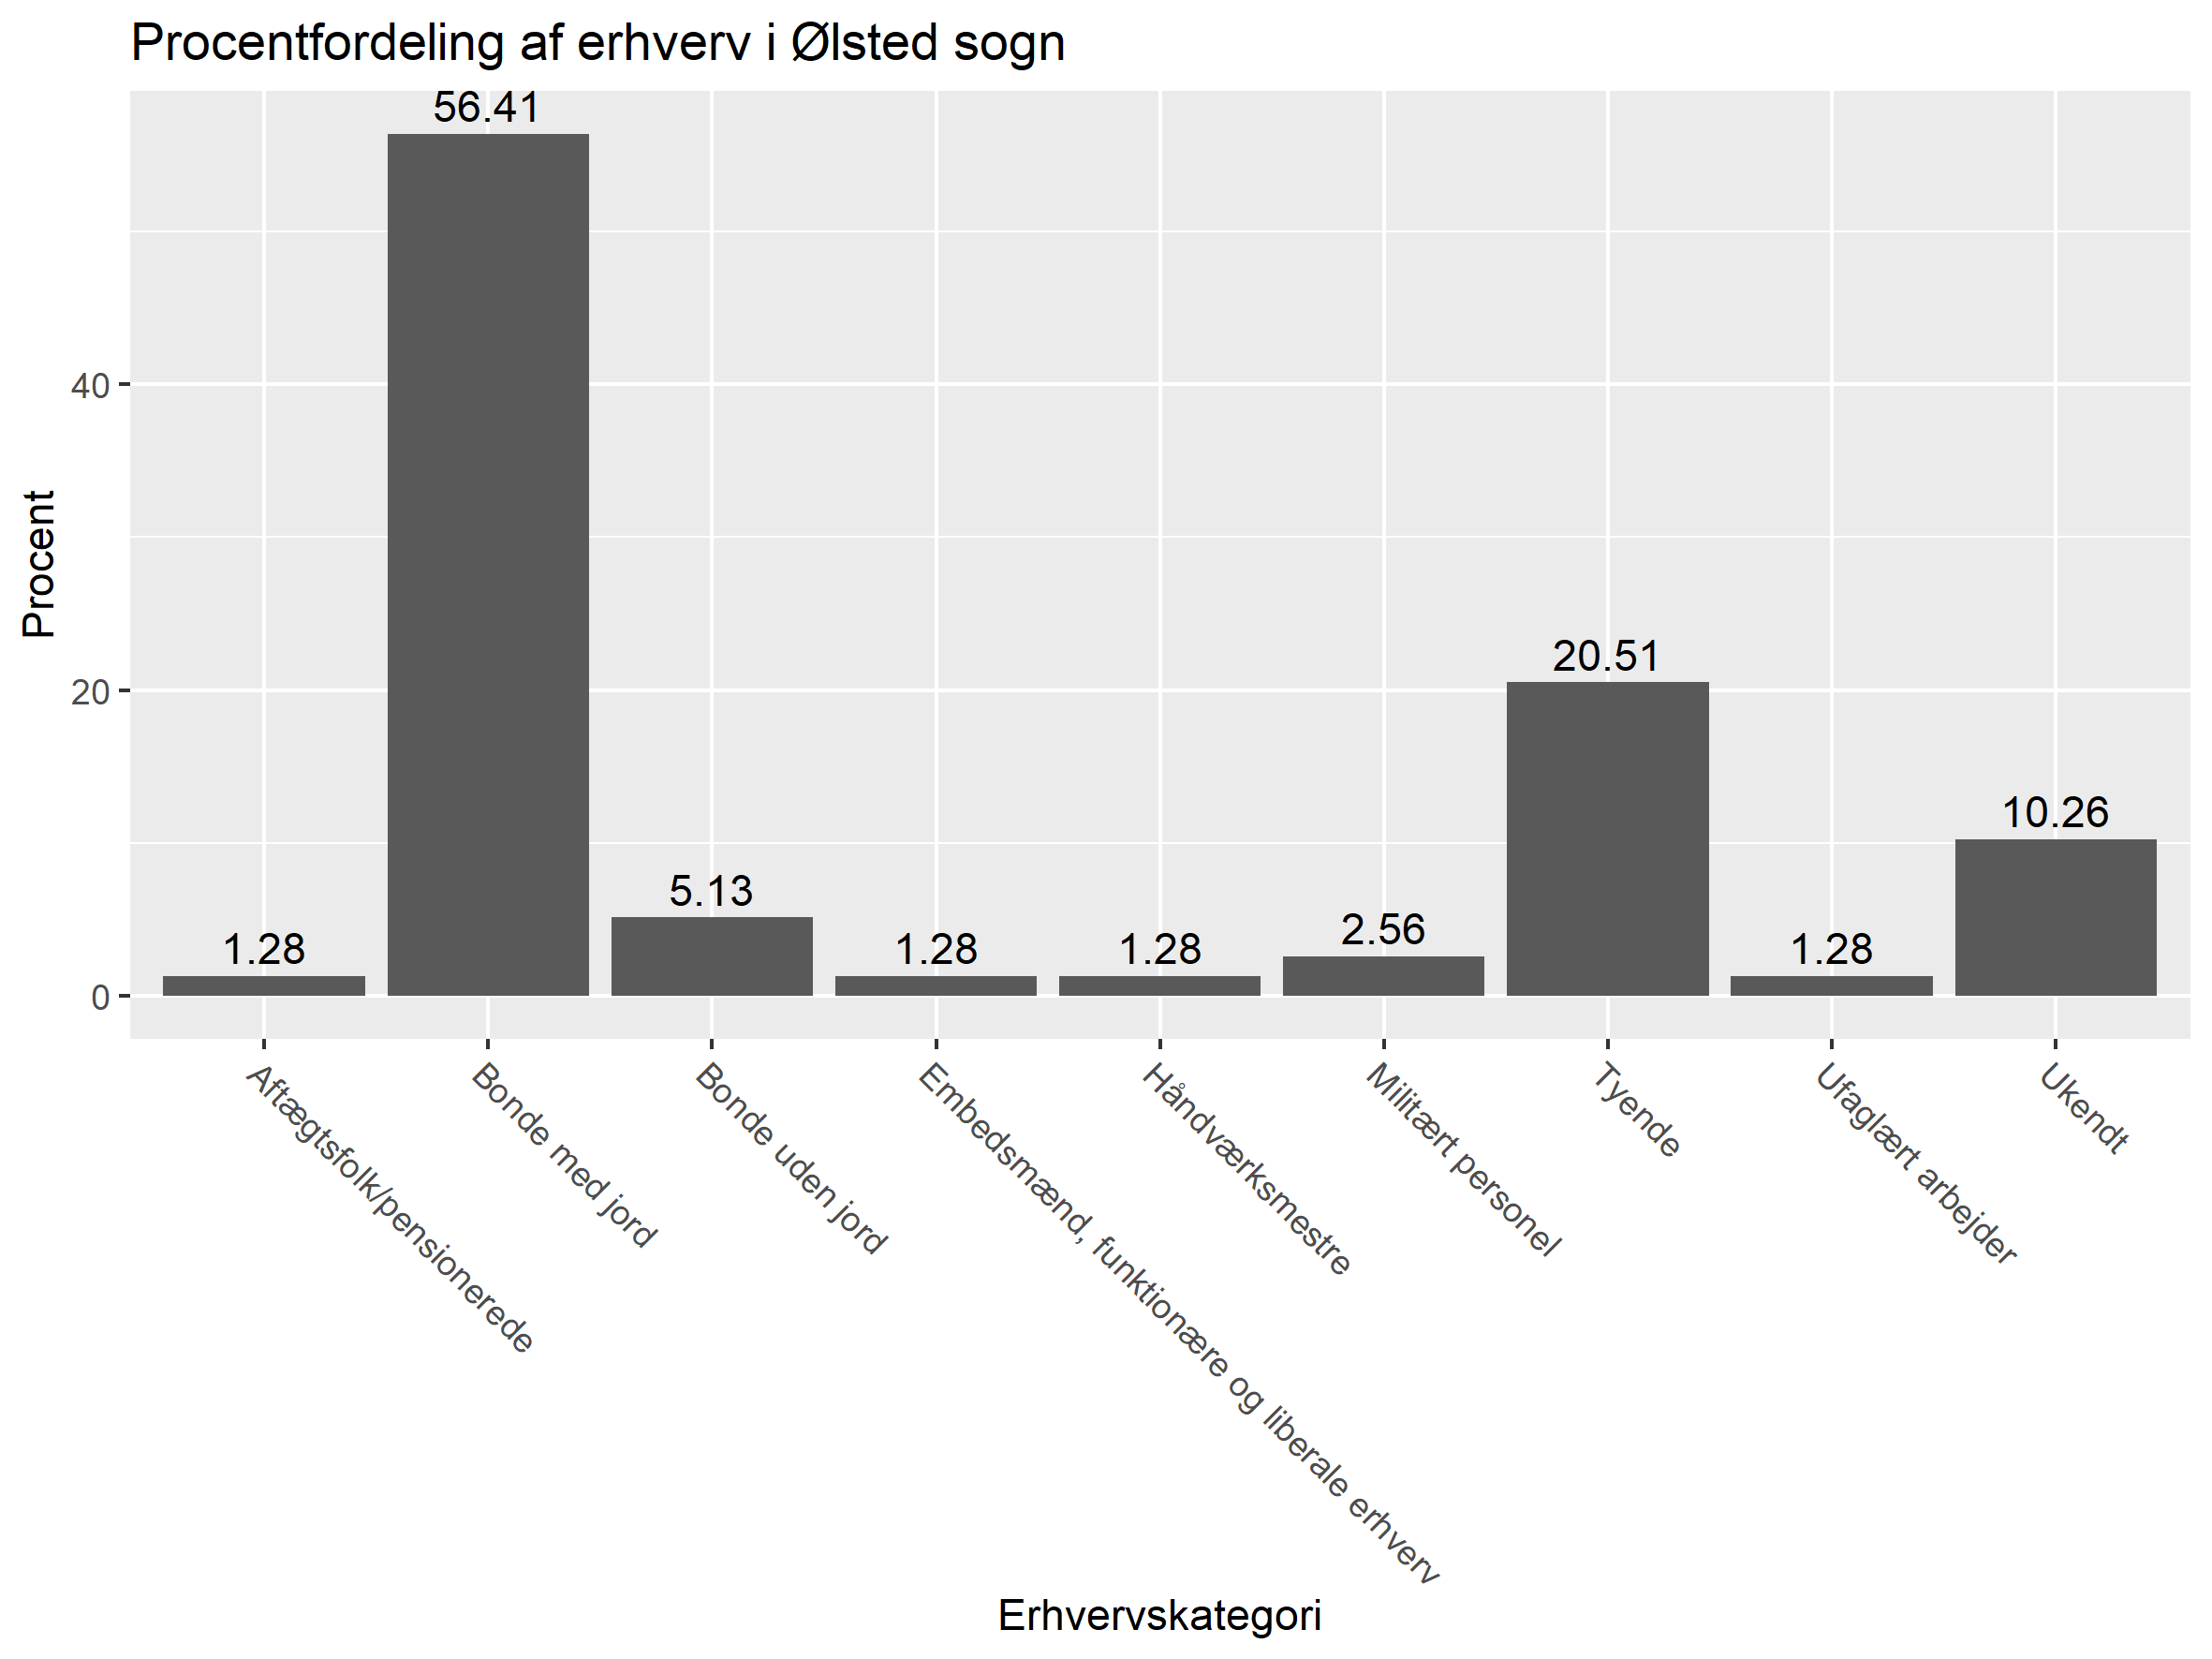 Procentfordeling af erhverv i Ølsted sogn
Procent
40
20
0
1.28
56.41
5.13
1.28
1.28
2.56
20.51
1.28
10.26
Aftægtsfolk/pensionerede
Bonde med jord
Bonde uden jord
Embedsmænd, funktionære og liberale erhverv
Håndværksmestre
Militært personel
Tyende
Ufaglært arbejder
Ukendt
Erhvervskategori